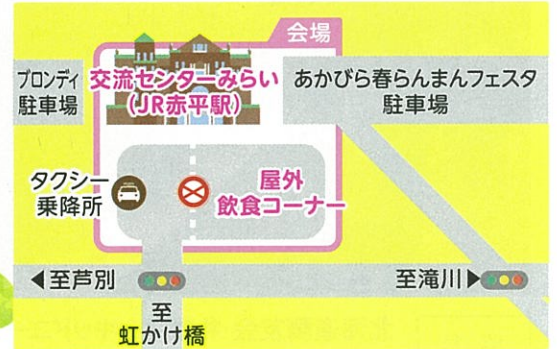 会場
ブロンディ
駐車場
交流センターみらい
(JR赤平駅)
あかびら春らんまんフェスタ
駐車場
タクシー
乗降所
屋外
飲食コーナー
◀至芦別
至滝川▶
至
虹かけ橋